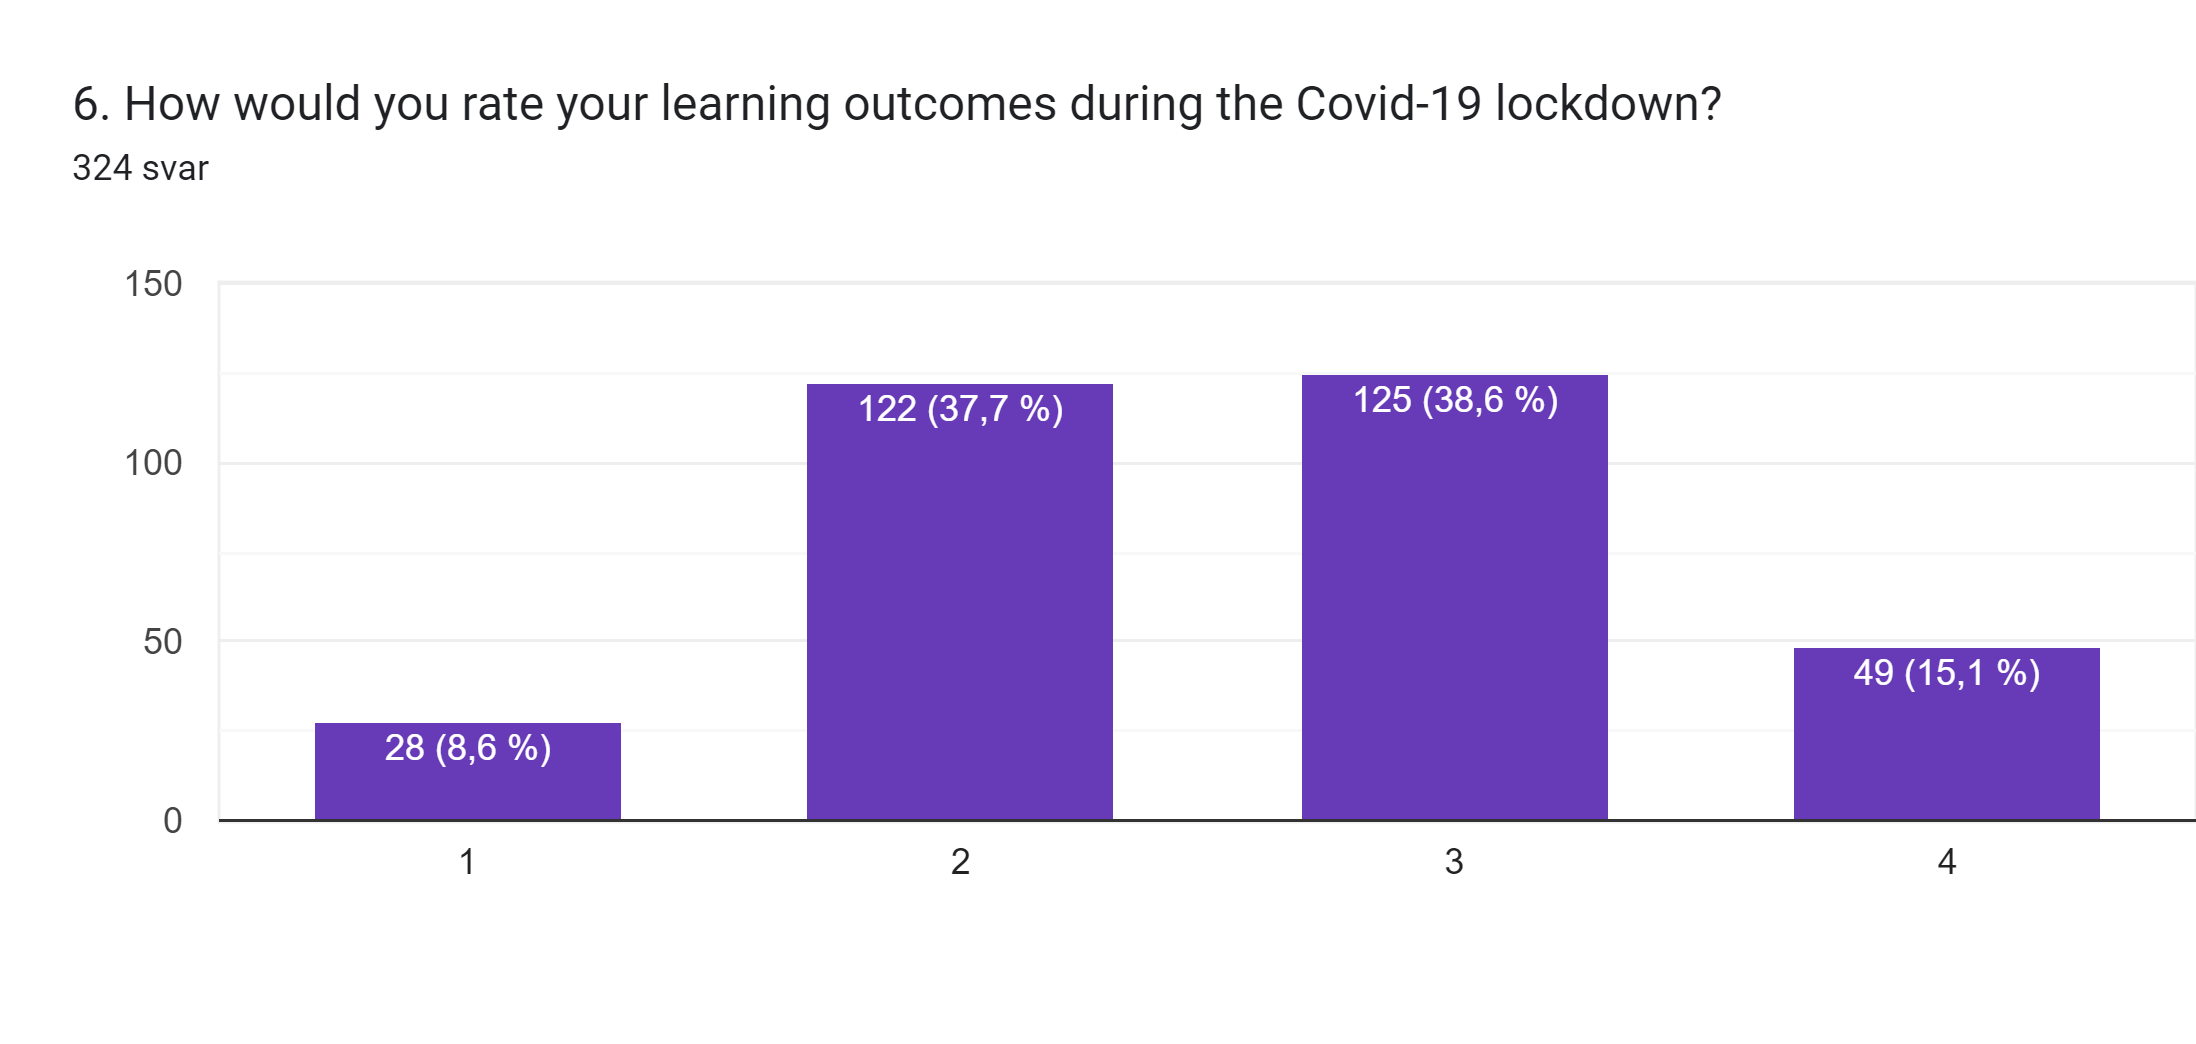 6. How would you rate your learning outcomes during the Covid-19 lockdown?
324 svar
150
100
50
0
28 (8,6 %)
122 (37,7 %)
125 (38,6 %)
49 (15,1 %)
1 2 3 4